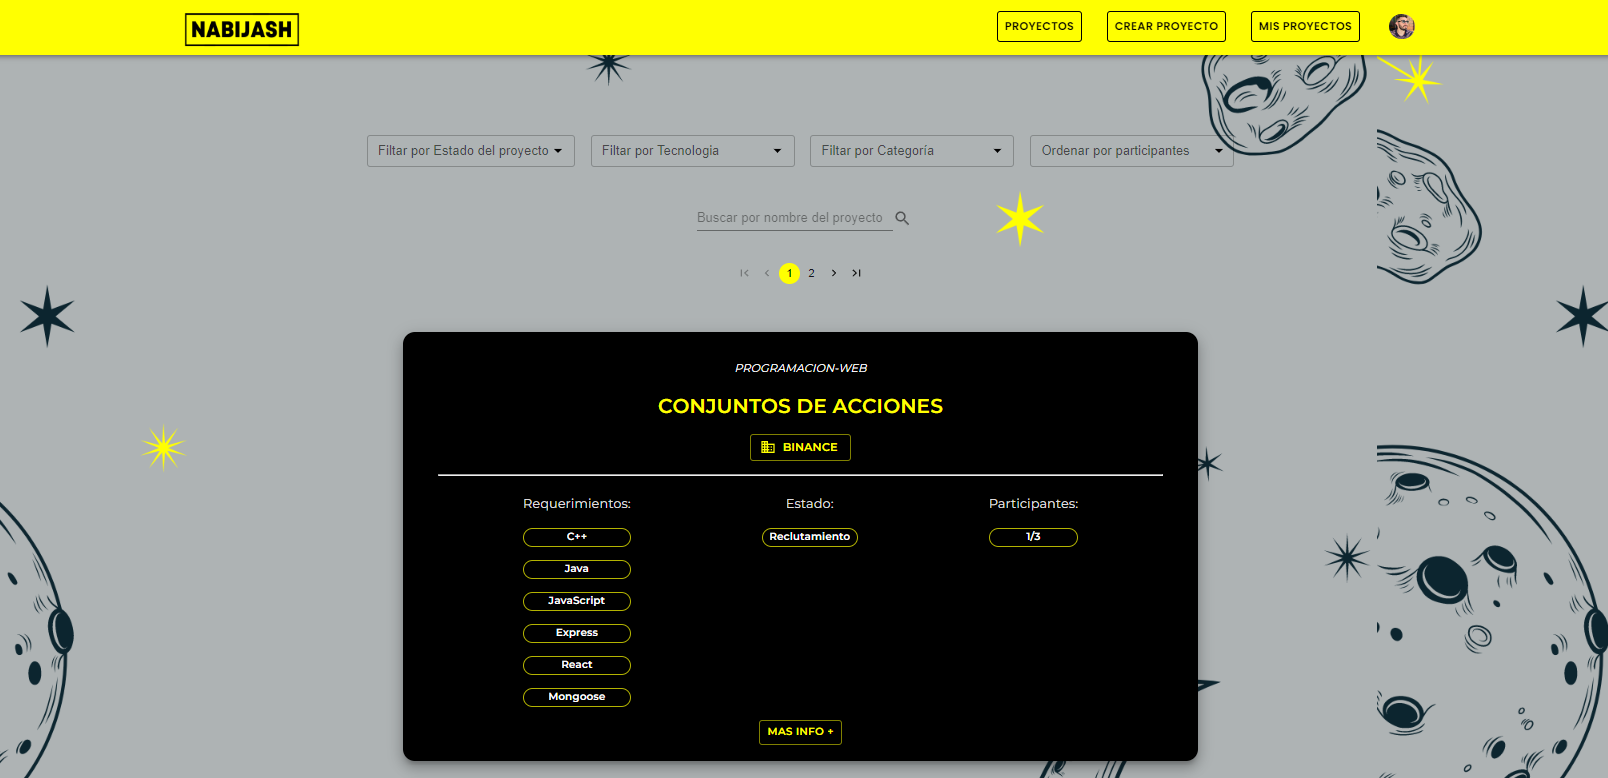 NABIJASH
PROYECTOS
CREAR PROYECTO
MIS PROYECTOS
Filtar por Estado del proyecto
Filtar por Tecnologia
Filtar por Categoría
Ordenar por participantes
Buscar por nombre del proyecto
1 2
PROGRAMACION-WEB
CONJUNTOS DE ACCIONES
BINANCE
Requerimientos:
C++
Java
JavaScript
Express
React
Mongoose
Estado:
Reclutamiento
Participantes:
1/3
MAS INFO +